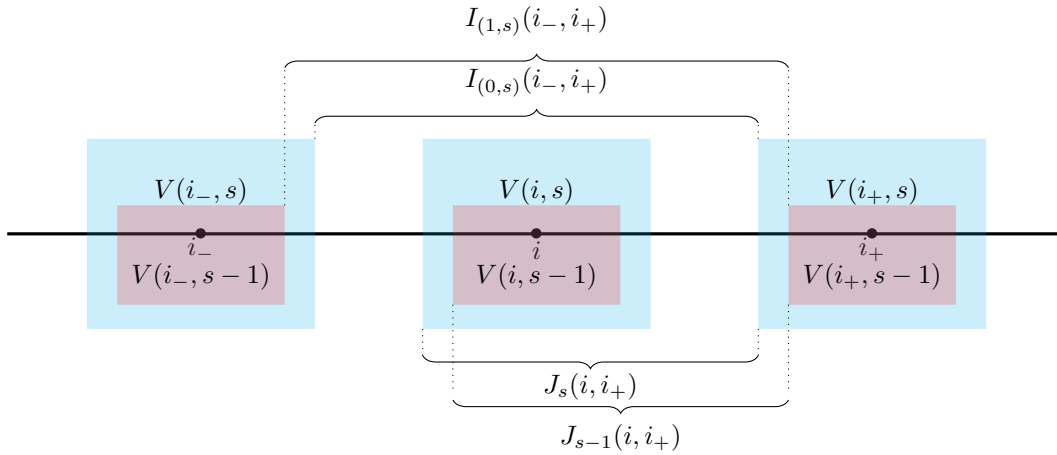 I_{(1,s)}(i_-, i_+)
I_{(0,s)}(i_-, i_+)
V(i_-, s) V(i, s) V(i_+, s)
i_- i i_+
V(i_-, s − 1) V(i, s − 1) V(i_+, s − 1)
J_s(i, i_+)
J_{s−1}(i, i_+)